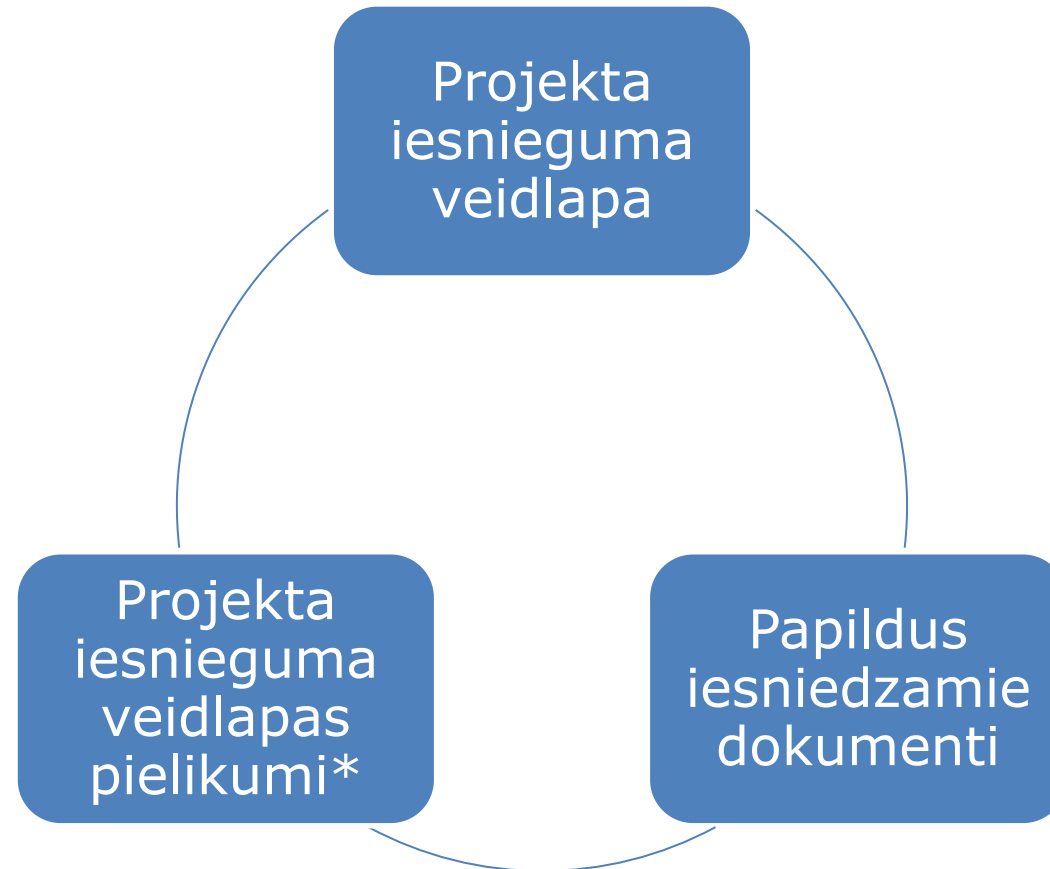 Projekta
iesnieguma
veidlapa
Projekta
iesnieguma
veidlapas
pielikumi*
Papildus
iesniedzamie
dokumenti